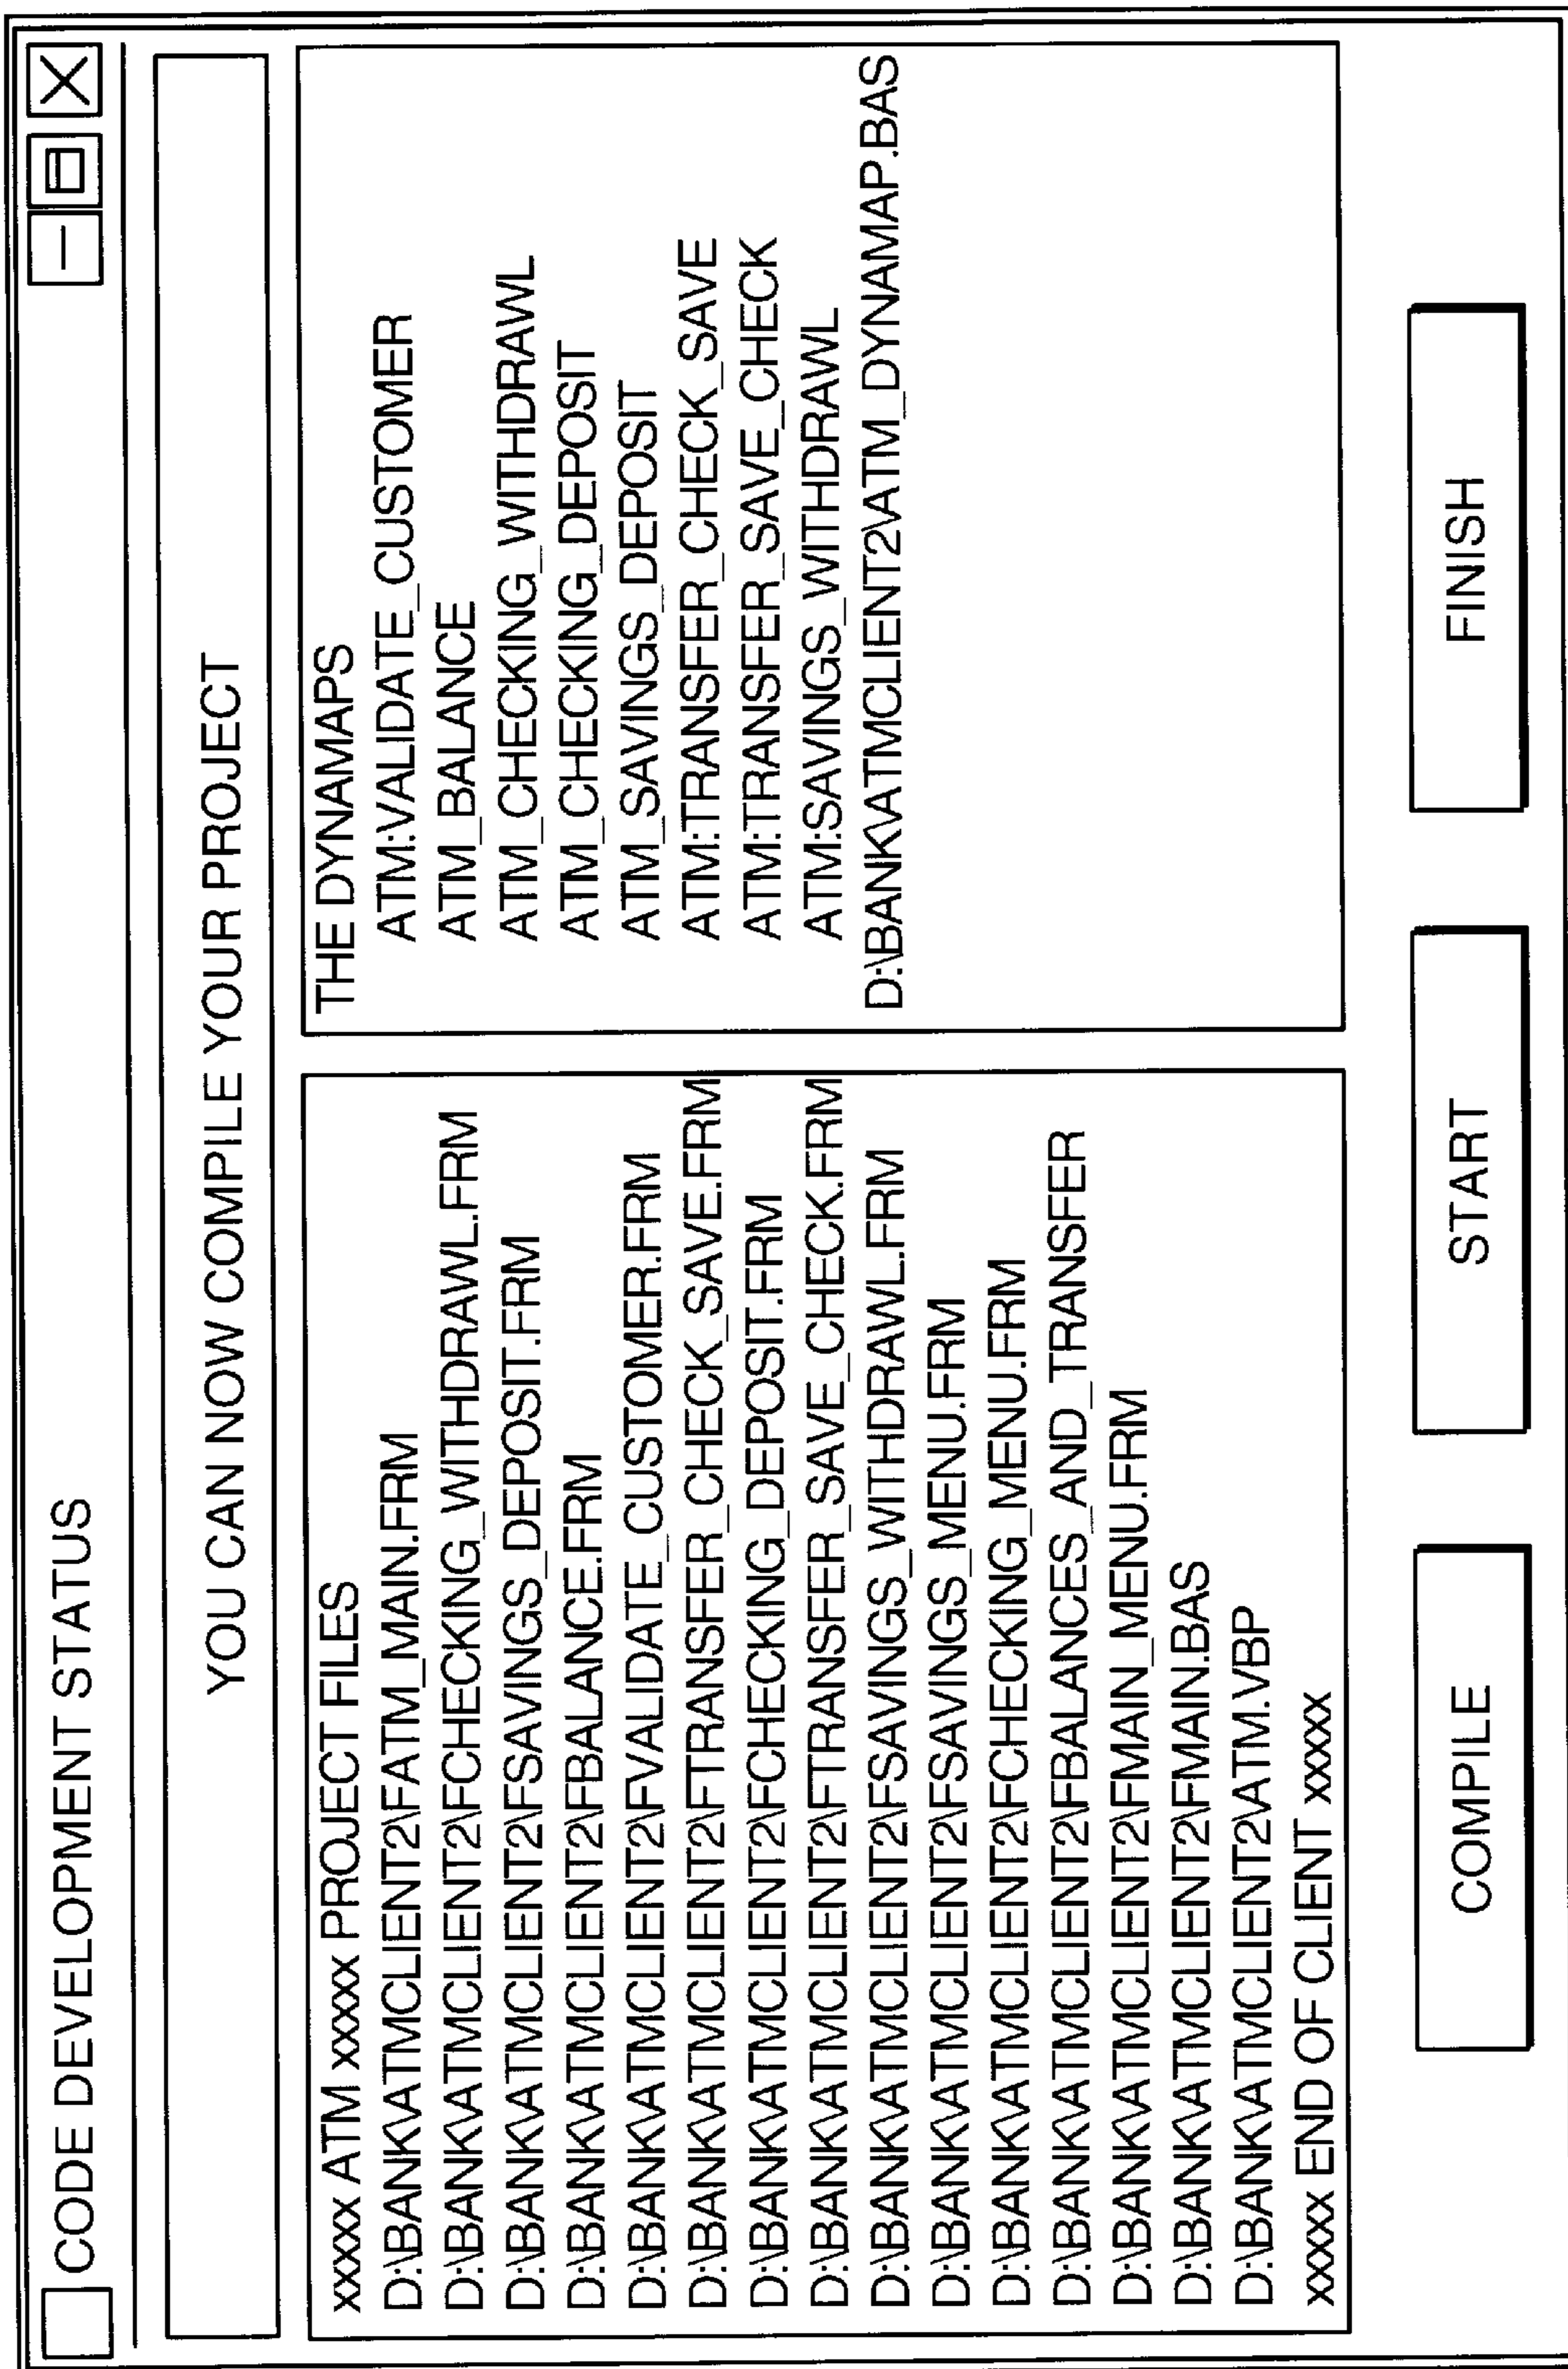 CODE DEVELOPMENT STATUS
YOU CAN NOW COMPILE YOUR PROJECT
xxxxx ATM xxxxx PROJECT FILES
D:\BANK\ATMCLIENT2\FATM_MAIN.FRM
D:\BANK\ATMCLIENT2\FCHECKING_WITHDRAWL.FRM
D:\BANK\ATMCLIENT2\FSAVINGS_DEPOSIT.FRM
D:\BANK\ATMCLIENT2\FBALANCE.FRM
D:\BANK\ATMCLIENT2\FVALIDATE_CUSTOMER.FRM
D:\BANK\ATMCLIENT2\FTRANSFER_CHECK_SAVE.FRM
D:\BANK\ATMCLIENT2\FCHECKING_DEPOSIT.FRM
D:\BANK\ATMCLIENT2\FTRANSFER_SAVE_CHECK.FRM
D:\BANK\ATMCLIENT2\FSAVINGS_WITHDRAWL.FRM
D:\BANK\ATMCLIENT2\FSAVINGS_MENU.FRM
D:\BANK\ATMCLIENT2\FCHECKING_MENU.FRM
D:\BANK\ATMCLIENT2\FBALANCES_AND_TRANSFER
D:\BANK\ATMCLIENT2\FMAIN_MENU.FRM
D:\BANK\ATMCLIENT2\FMAIN.BAS
D:\BANK\ATMCLIENT2\ATM.VBP
xxxxx END OF CLIENT xxxxx
THE DYNAMAPS
ATM:VALIDATE_CUSTOMER
ATM_BALANCE
ATM_CHECKING_WITHDRAWL
ATM_CHECKING_DEPOSIT
ATM_SAVINGS_DEPOSIT
ATM:TRANSFER_CHECK_SAVE
ATM:TRANSFER_SAVE_CHECK
ATM:SAVINGS_WITHDRAWL
D:\BANK\ATMCLIENT2\ATM_DYNAMAP.BAS
COMPILE
START
FINISH